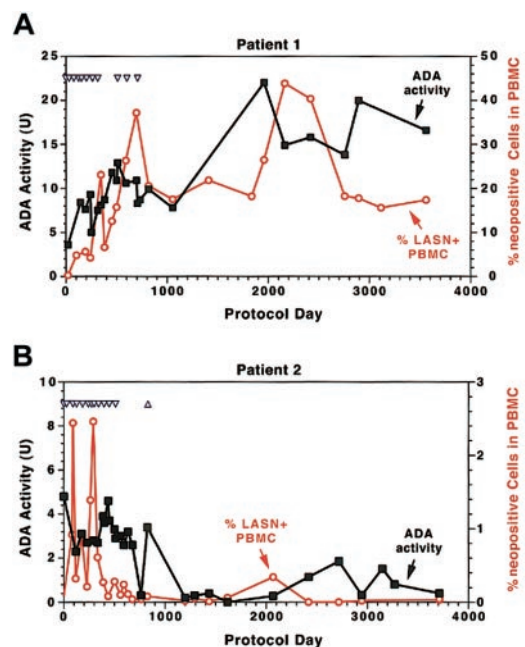 A
Patient 1
ADA Activity (U)
25
20
15
10
5
0
50
40
30
20
10
0
% neopositive Cells in PBMC
ADA
activity
% LASN+
PBMC
0
1000
2000
3000
4000
Protocol Day
B
Patient 2
ADA Activity (U)
10
8
6
4
2
0
3
2
1
0
% neopositive Cells in PBMC
% LASN+
PBMC
ADA
activity
0
1000
2000
3000
4000
Protocol Day